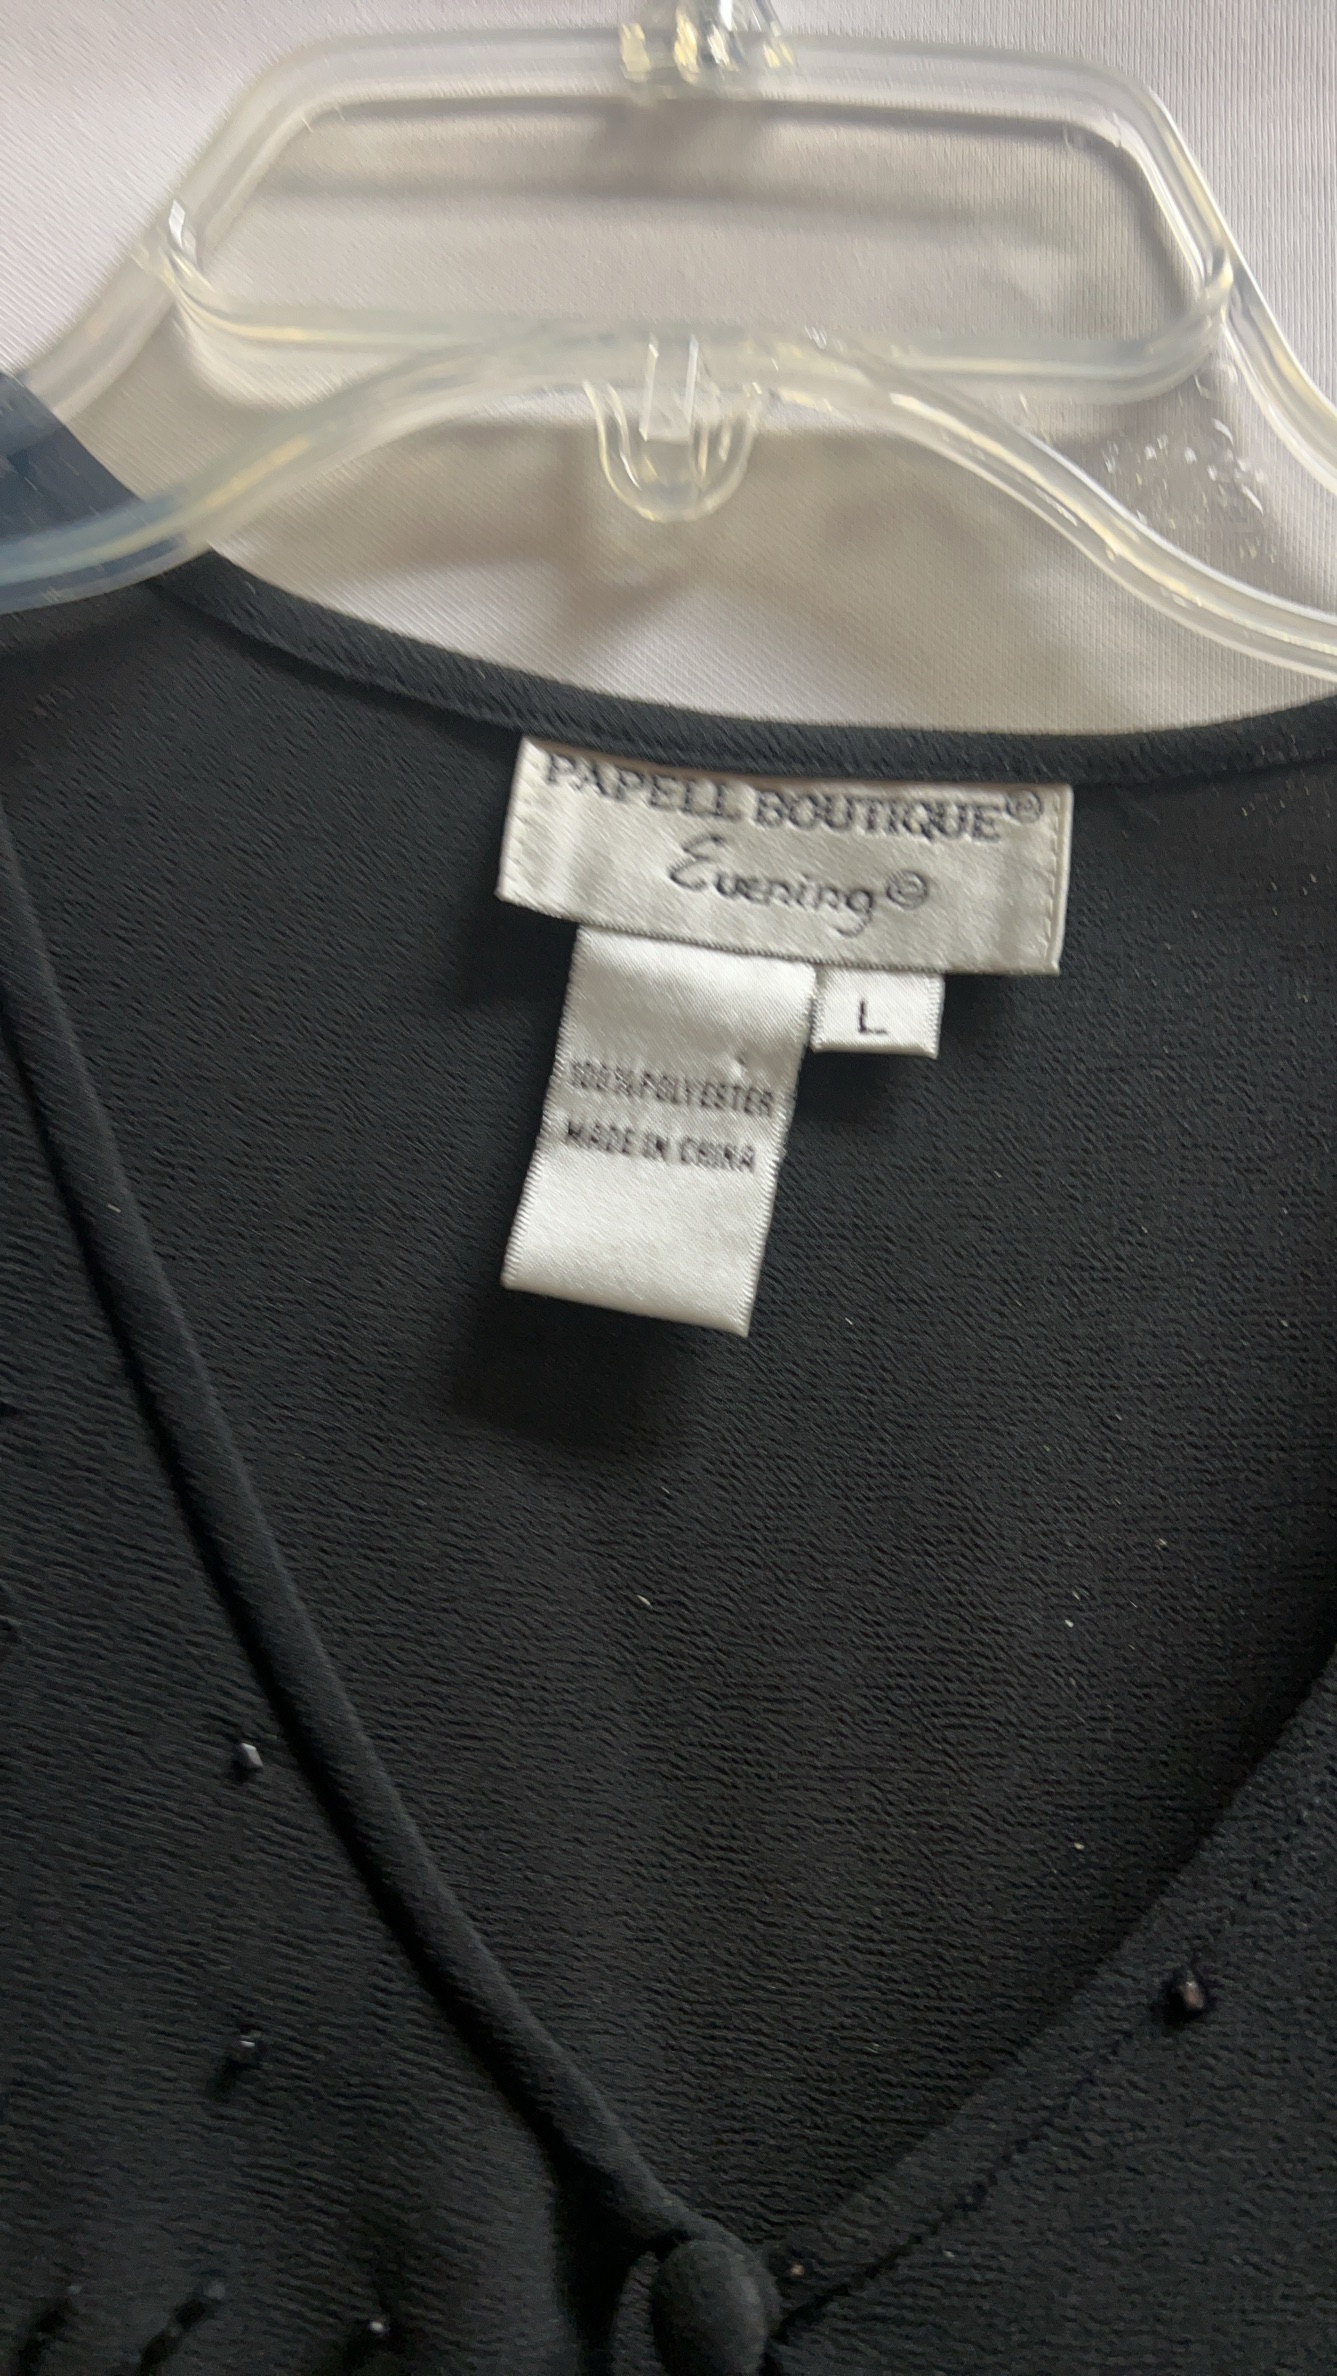 PAPELL BOUTIQUE®
Evening®
L
100% POLYESTER
MADE IN CHINA